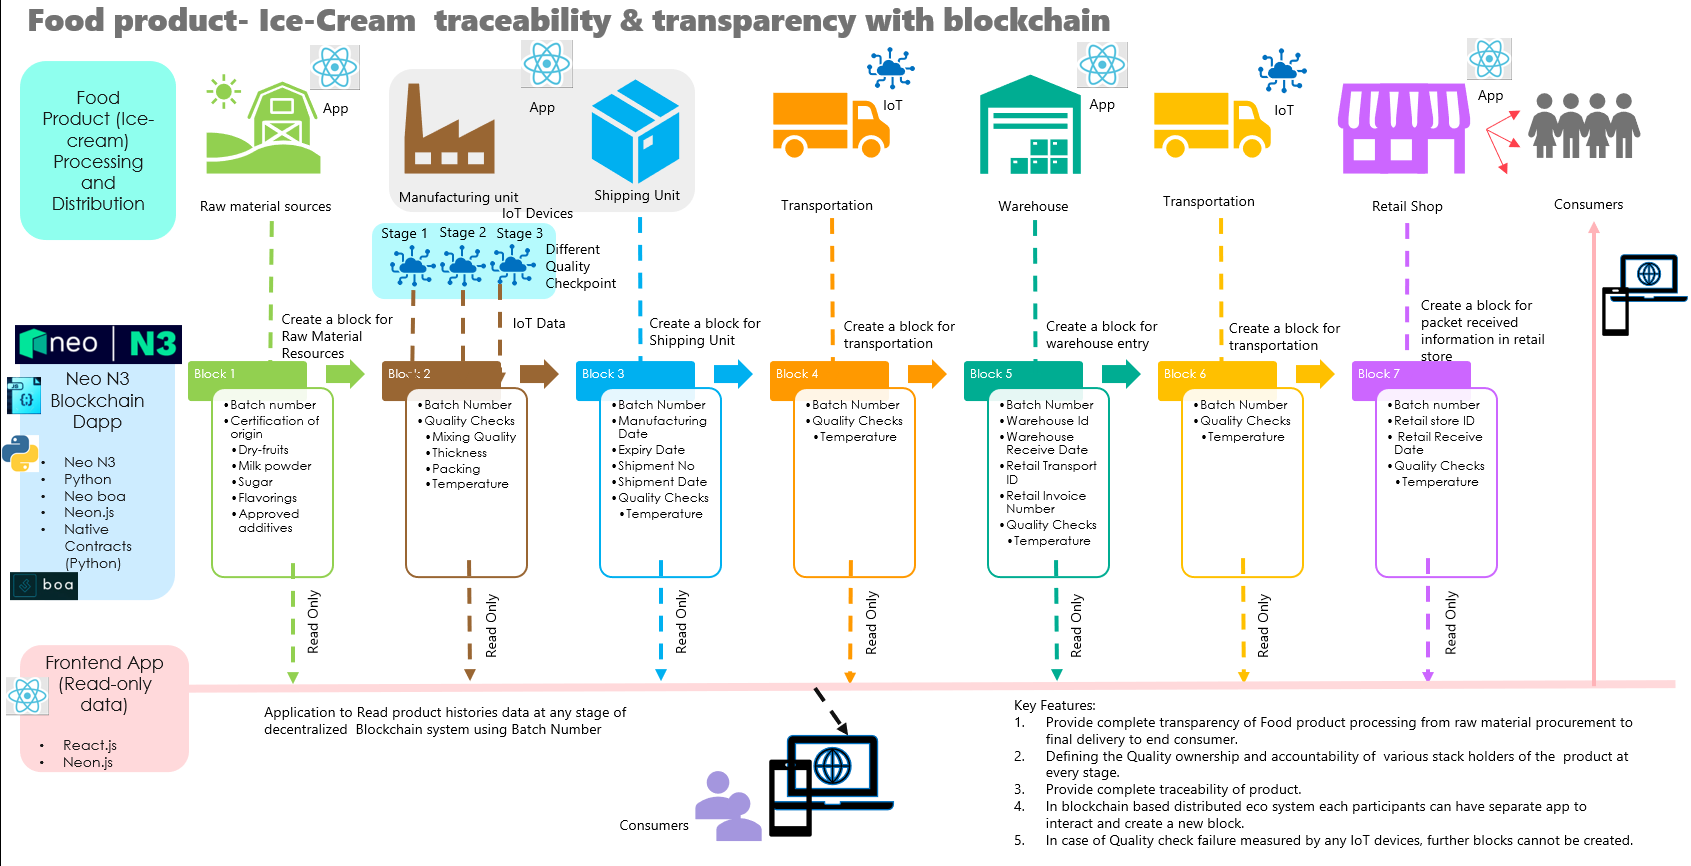 Food product- Ice-Cream  traceability & transparency with blockchain
Food
Product (Ice-
cream)
Processing
and
Distribution
App
Raw material sources
App
Manufacturing unit
Shipping Unit
IoT
Transportation
App
Warehouse
IoT
Transportation
App
Retail Shop
Consumers
IoT Devices
Stage 1
Stage 2
Stage 3
Different
Quality
Checkpoint
IoT Data
Create a block for
Raw Material
Resources
Create a block for
Shipping Unit
Create a block for
transportation
Create a block for
warehouse entry
Create a block for
transportation
Create a block for
packet received
information in retail
store
neo
N3
Neo N3
Blockchain
Dapp
• Neo N3
• Python
• Neo boa
• Neon.js
• Native
Contracts
(Python)
boa
Block 1
•Batch number
•Certification of
origin
•Dry-fruits
•Milk powder
•Sugar
•Flavorings
•Approved
additives
Block 2
•Batch Number
•Quality Checks
•Mixing Quality
•Thickness
•Packing
•Temperature
Block 3
•Batch Number
•Manufacturing
Date
•Expiry Date
•Shipment No
•Shipment Date
•Quality Checks
•Temperature
Block 4
•Batch Number
•Quality Checks
•Temperature
Block 5
•Batch Number
•Warehouse Id
•Warehouse
Receive Date
•Retail Transport
ID
•Retail Invoice
Number
•Quality Checks
•Temperature
Block 6
•Batch Number
•Quality Checks
•Temperature
Block 7
•Batch number
•Retail store ID
• Retail Receive
Date
•Quality Checks
•Temperature
Read Only
Read Only
Read Only
Read Only
Read Only
Read Only
Read Only
Frontend App
(Read-only
data)
• React.js
• Neon.js
Application to Read product histories data at any stage of
decentralized  Blockchain system using Batch Number
Consumers
Key Features:
1. Provide complete transparency of Food product processing from raw material procurement to
final delivery to end consumer.
2. Defining the Quality ownership and accountability of  various stack holders of the  product at
every stage.
3. Provide complete traceability of product.
4. In blockchain based distributed eco system each participants can have separate app to
interact and create a new block.
5. In case of Quality check failure measured by any IoT devices, further blocks cannot be created.